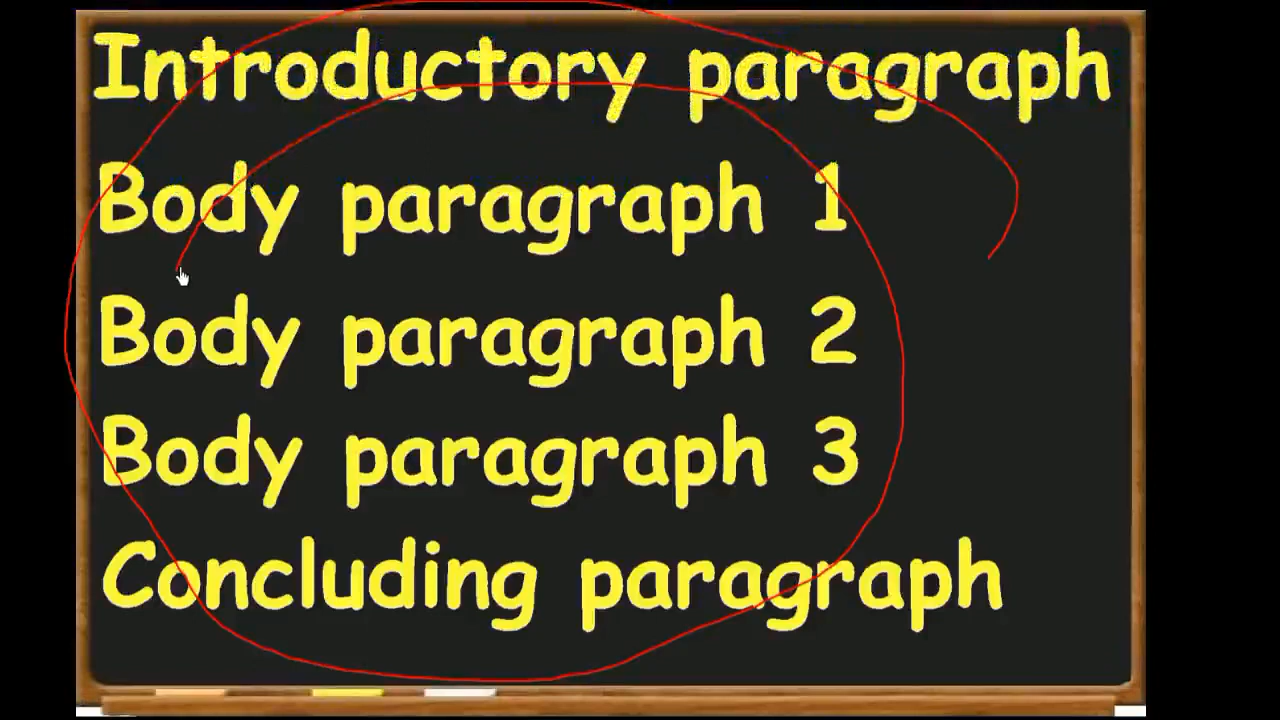 Introductory paragraph
Body paragraph 1
Body paragraph 2
Body paragraph 3
Concluding paragraph